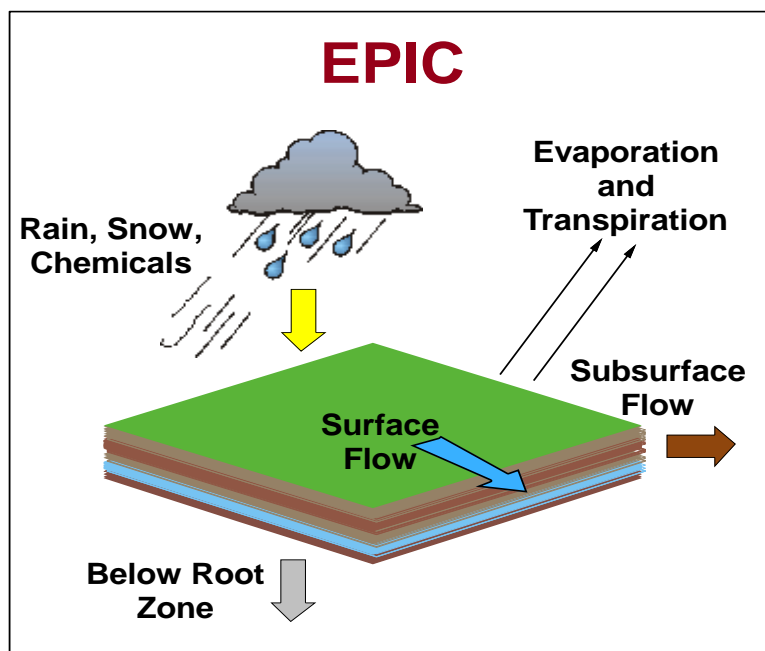 EPIC
Evaporation
and
Transpiration
Rain, Snow,
Chemicals
Subsurface
Flow
Surface
Flow
Below Root
Zone